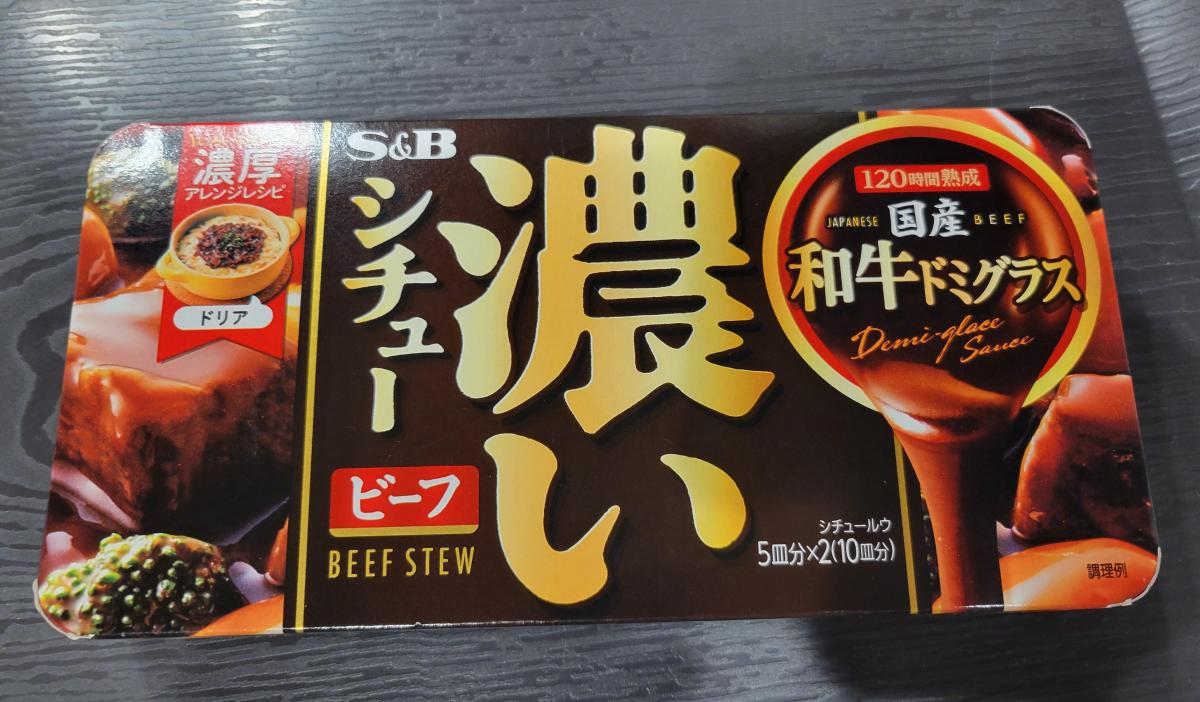 濃厚
アレンジレシピ
ドリア
S&B
濃い
シチュー
ビーフ
BEEF STEW
シチュールウ
5皿分×2(10皿分)
120時間熟成
JAPANESE 国産 BEEF
和牛ドミグラス
Demi-glace
Sauce
調理例